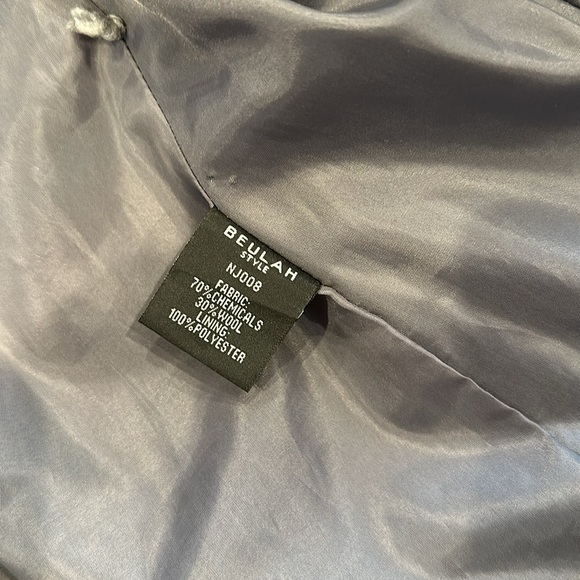 BEULAH
STYLE
NJ008
FABRIC:
70%CHEMICALS
30%WOOL
LINING:
100%POLYESTER